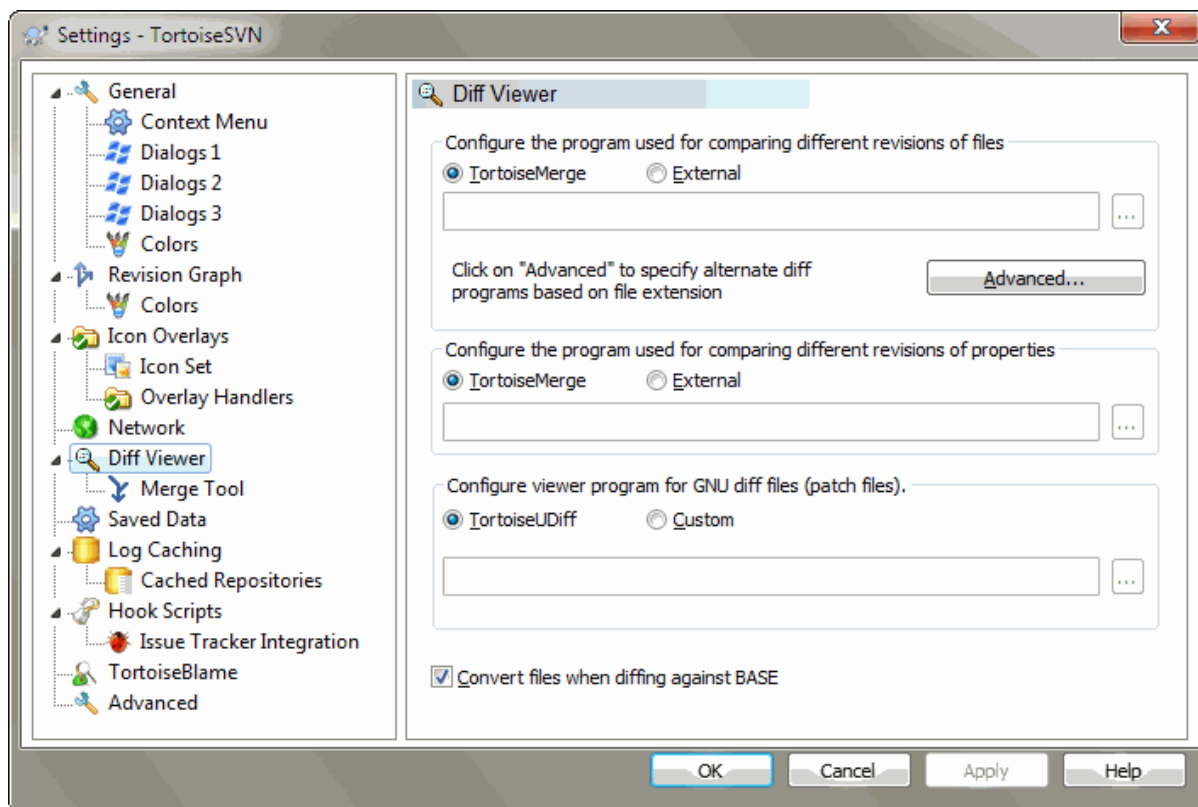 Settings - TortoiseSVN
General
Context Menu
Dialogs 1
Dialogs 2
Dialogs 3
Colors
Revision Graph
Colors
Icon Overlays
Icon Set
Overlay Handlers
Network
Diff Viewer
Merge Tool
Saved Data
Log Caching
Cached Repositories
Hook Scripts
Issue Tracker Integration
TortoiseBlame
Advanced
Diff Viewer
Configure the program used for comparing different revisions of files
TortoiseMerge External
...
Click on "Advanced" to specify alternate diff
programs based on file extension
Advanced...
Configure the program used for comparing different revisions of properties
TortoiseMerge External
...
Configure viewer program for GNU diff files (patch files).
TortoiseUDiff Custom
...
Convert files when diffing against BASE
OK Cancel Apply Help